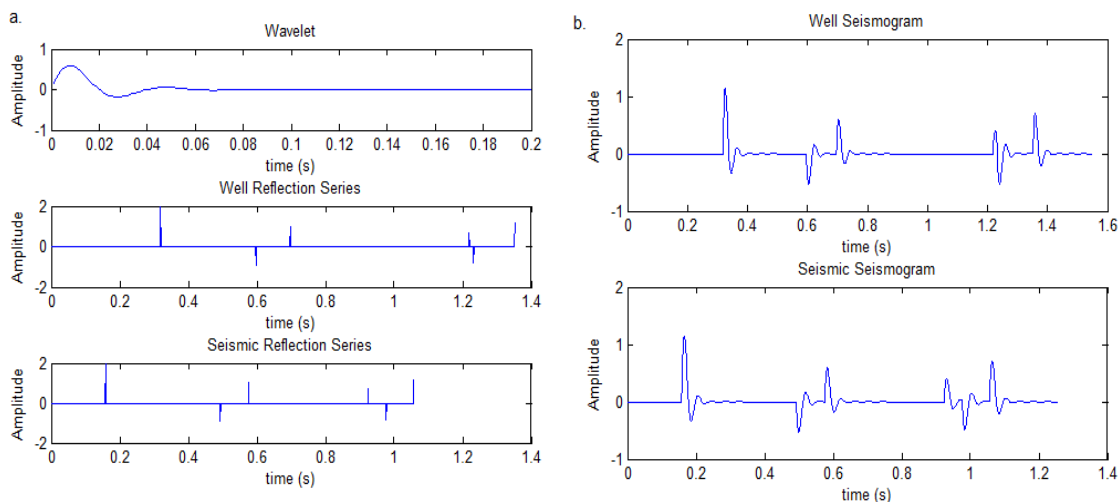 a.
Wavelet
1
0
-1
Amplitude
0 0.02 0.04 0.06 0.08 0.1 0.12 0.14 0.16 0.18 0.2
time (s)
Well Reflection Series
2
0
-2
Amplitude
0 0.2 0.4 0.6 0.8 1 1.2 1.4
time (s)
Seismic Reflection Series
2
0
-2
Amplitude
0 0.2 0.4 0.6 0.8 1 1.2 1.4
time (s)
b.
Well Seismogram
2
1
0
-1
Amplitude
0 0.2 0.4 0.6 0.8 1 1.2 1.4 1.6
time (s)
Seismic Seismogram
2
1
0
-1
Amplitude
0 0.2 0.4 0.6 0.8 1 1.2 1.4
time (s)